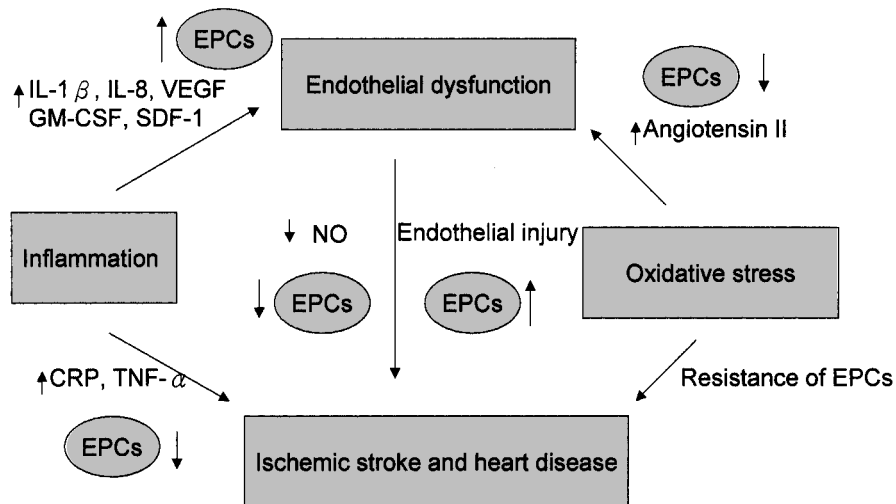 EPCs
↑IL-1 β, IL-8, VEGF
GM-CSF, SDF-1
Endothelial dysfunction
EPCs
↑Angiotensin II
Inflammation
↓ NO
Endothelial injury
EPCs
EPCs
Oxidative stress
↑CRP, TNF-α
EPCs
Resistance of EPCs
Ischemic stroke and heart disease